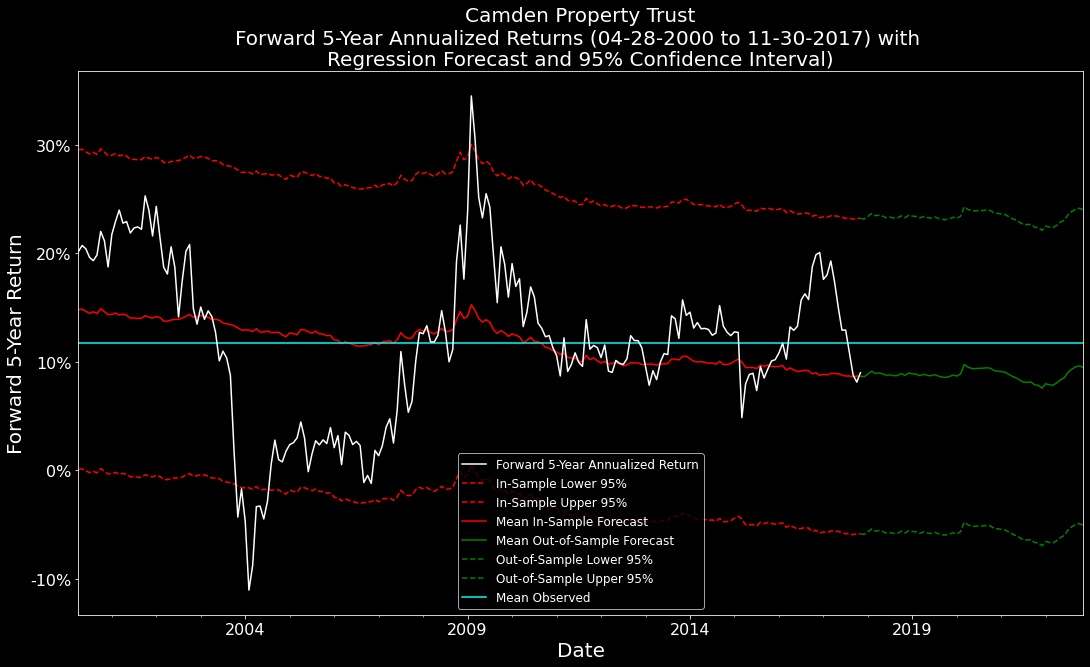 Camden Property Trust
Forward 5-Year Annualized Returns (04-28-2000 to 11-30-2017) with
Regression Forecast and 95% Confidence Interval)
Forward 5-Year Return
30%
20%
10%
0%
-10%
Forward 5-Year Annualized Return
In-Sample Lower 95%
In-Sample Upper 95%
Mean In-Sample Forecast
Mean Out-of-Sample Forecast
Out-of-Sample Lower 95%
Out-of-Sample Upper 95%
Mean Observed
2004 2009 2014 2019
Date